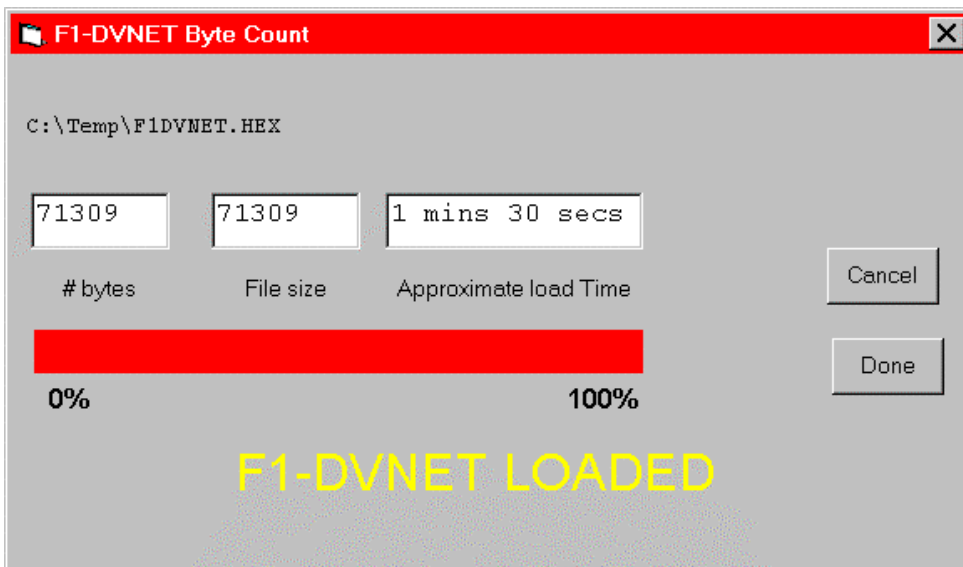 F1-DVNET Byte Count
C:\Temp\F1DVNET.HEX
71309 71309 1 mins 30 secs
# bytes File size Approximate load Time
Cancel
Done
0% 100%
F1-DVNET LOADED